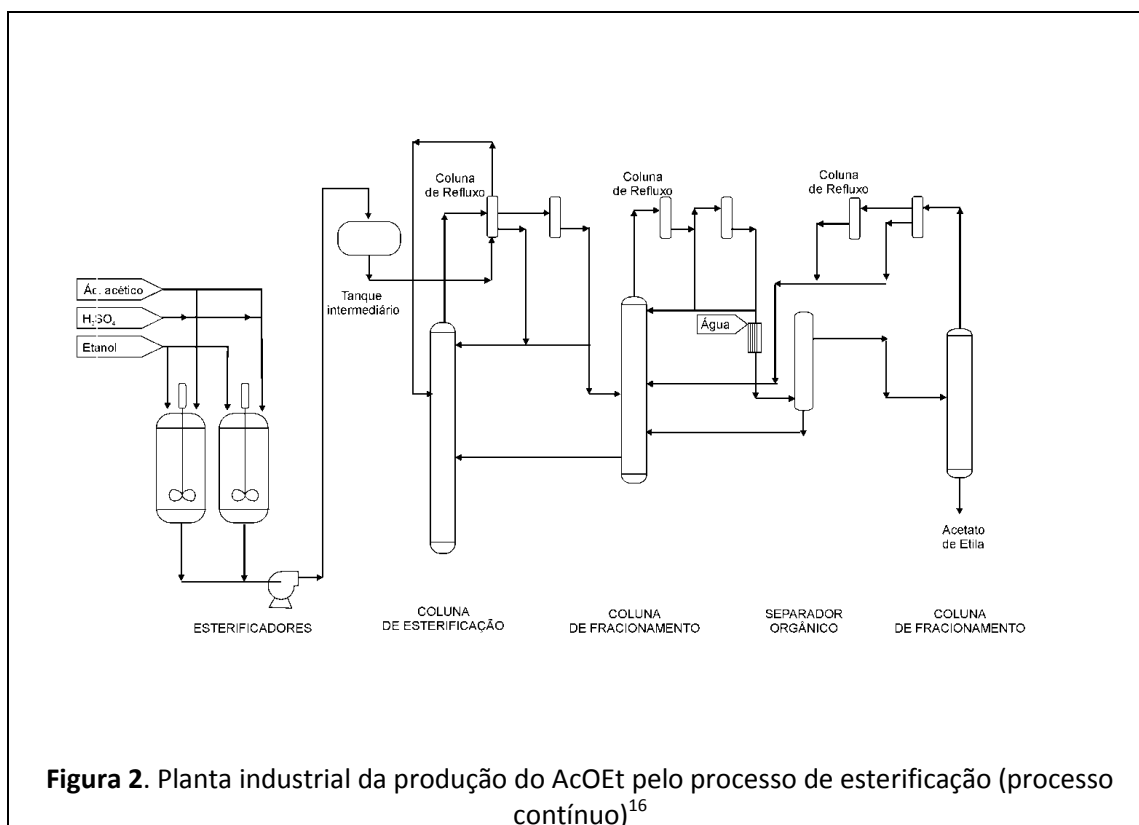 Coluna
de Refluxo
Coluna
de Refluxo
Coluna
de Refluxo
Ác. acético
H₂SO₄
Etanol
Tanque
intermediário
Água
Acetato
de Etila
ESTERIFICADORES
COLUNA
DE ESTERIFICAÇÃO
COLUNA
DE FRACIONAMENTO
SEPARADOR
ORGÂNICO
COLUNA
DE FRACIONAMENTO
Figura 2. Planta industrial da produção do AcOEt pelo processo de esterificação (processo
contínuo)¹⁶